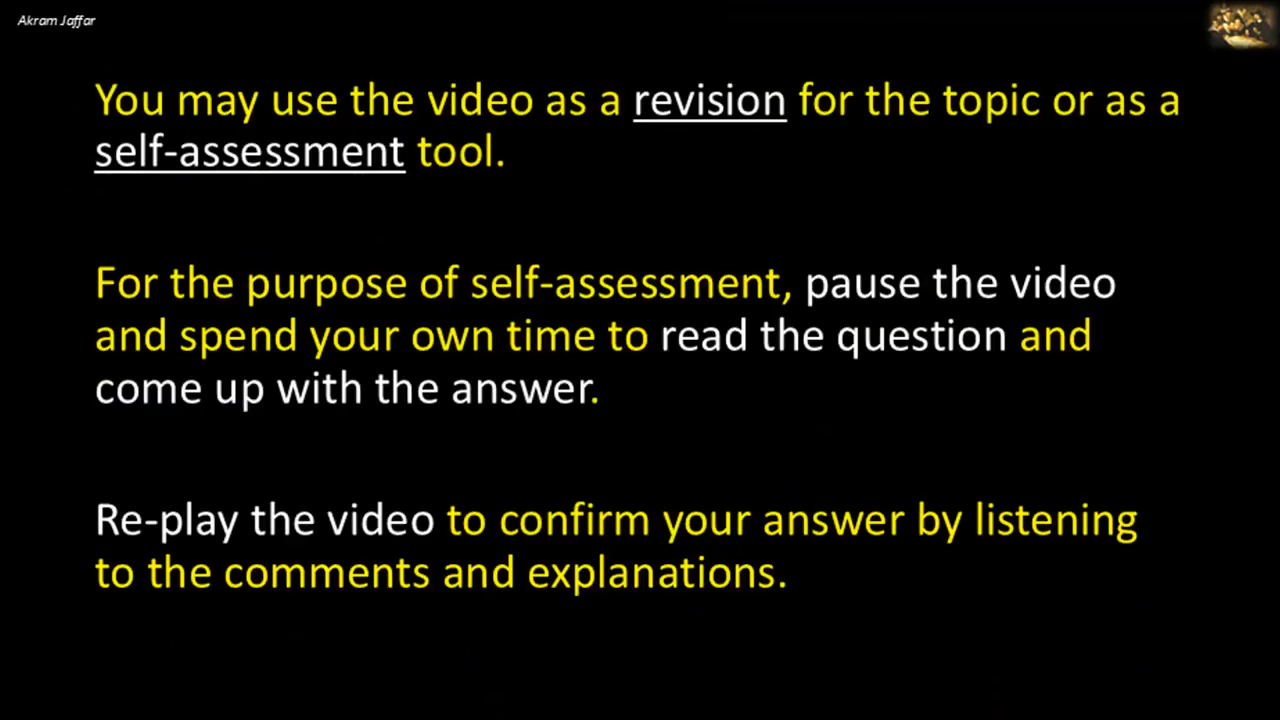 Akram Jaffar
You may use the video as a revision for the topic or as a
self-assessment tool.
For the purpose of self-assessment, pause the video
and spend your own time to read the question and
come up with the answer.
Re-play the video to confirm your answer by listening
to the comments and explanations.